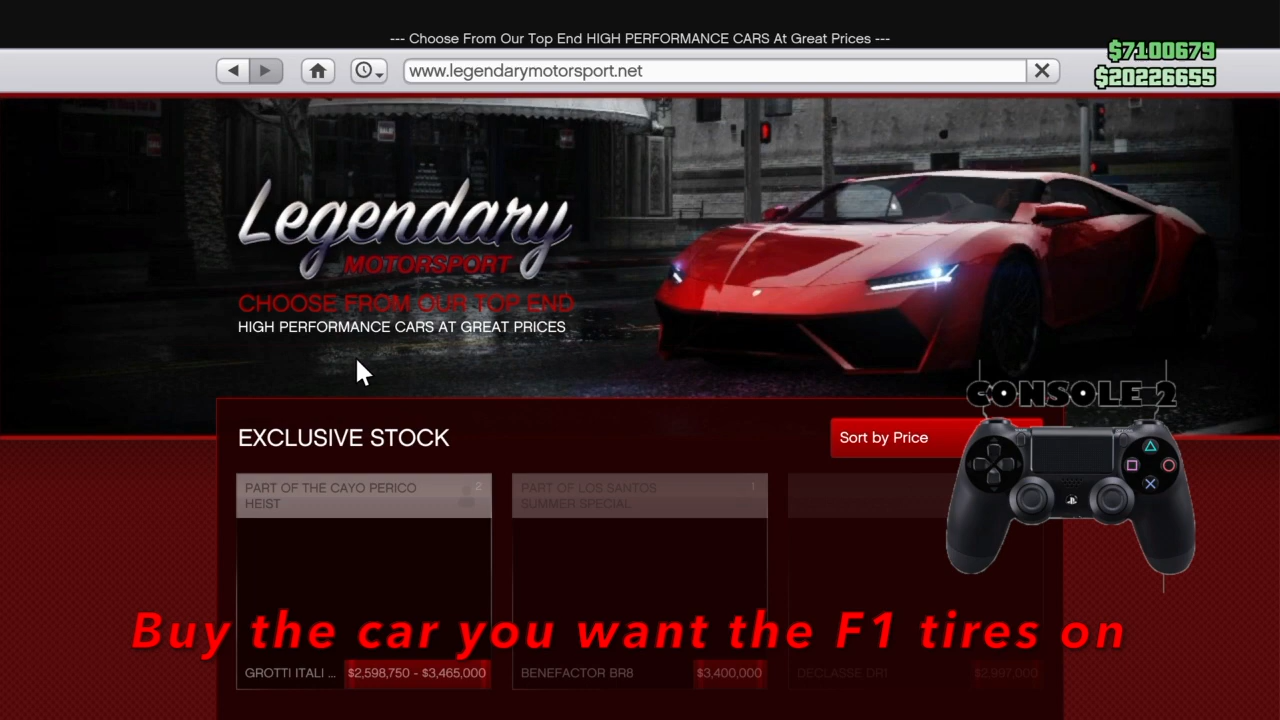 --- Choose From Our Top End HIGH PERFORMANCE CARS At Great Prices ---
$7100679
www.legendarymotorsport.net
$20226655
SALE!
Legendary
MOTORSPORT
CHOOSE FROM OUR TOP END
HIGH PERFORMANCE CARS AT GREAT PRICES
CONSOLE 2
EXCLUSIVE STOCK
Sort by Price
PART OF THE CAYO PERICO
HEIST
2
PART OF LOS SANTOS
SUMMER SPECIAL
1
Buy the car you want the F1 tires on
GROTTI ITALI ... $2,598,750 - $3,465,000
BENEFACTOR BR8 $3,400,000
DECLASSE DR1 $2,997,000